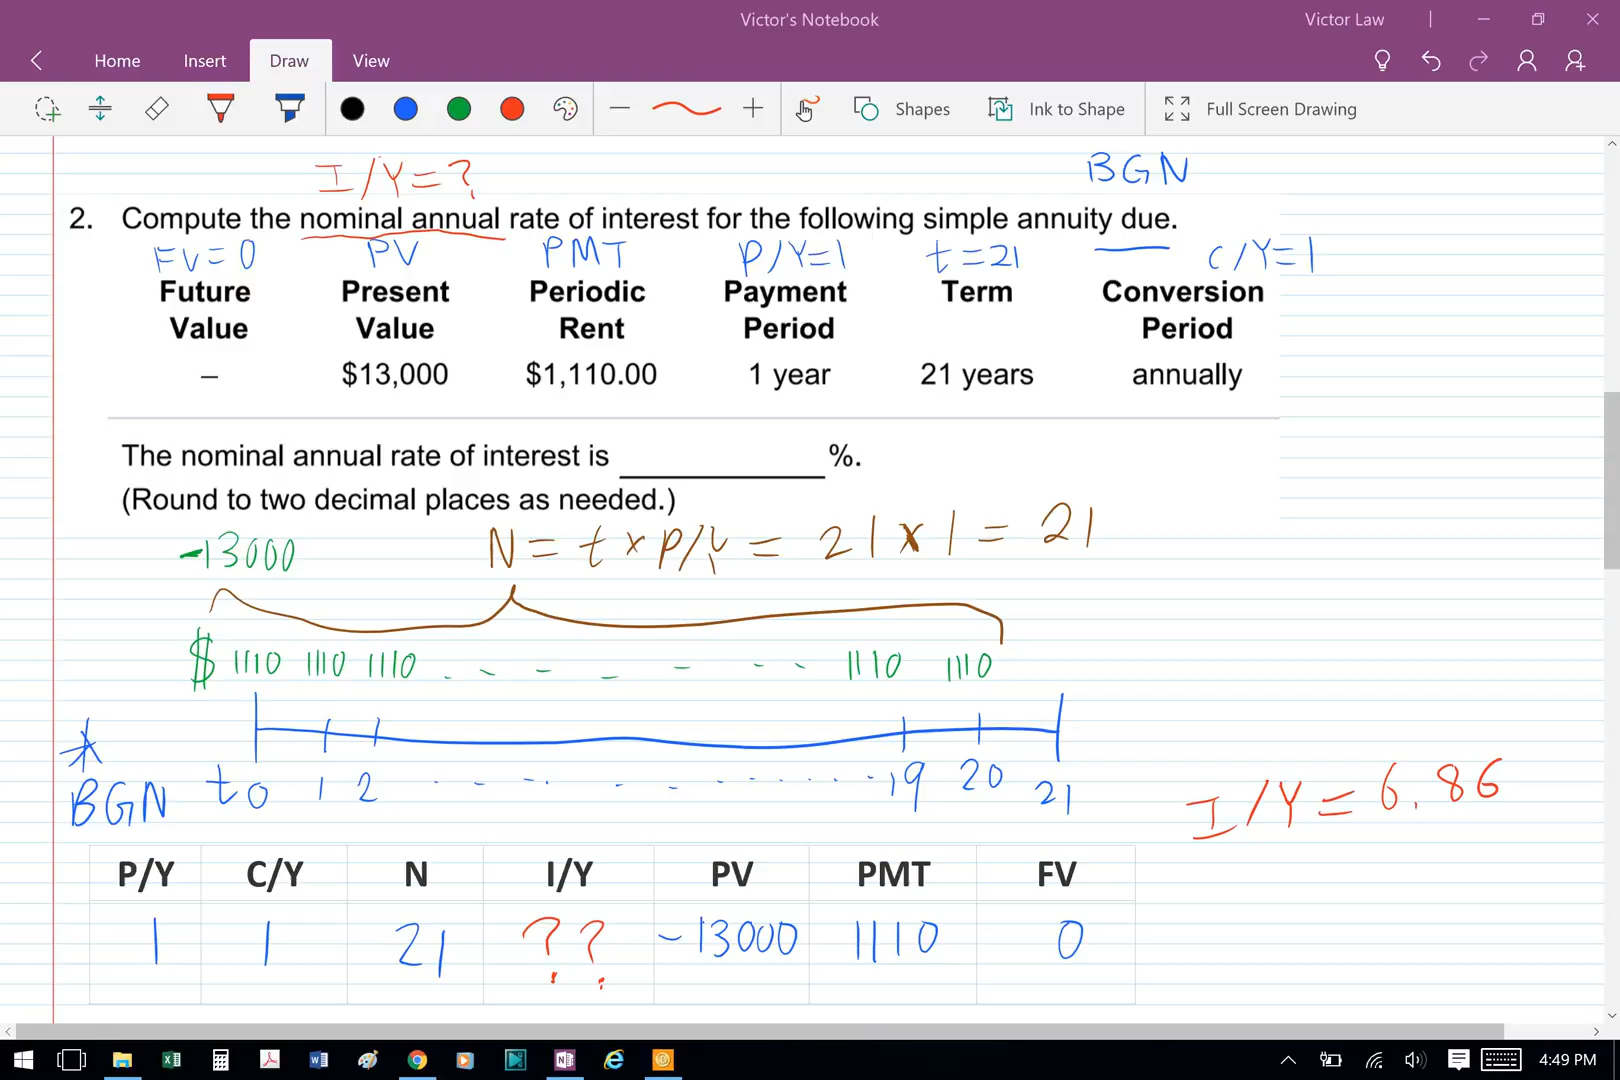 Victor's Notebook
Victor Law
Home Insert Draw View
Shapes Ink to Shape Full Screen Drawing
I/Y=?
BGN
2. Compute the nominal annual rate of interest for the following simple annuity due.
FV=0 PV PMT P/Y=1 t=21 C/Y=1
Future Present Periodic Payment Term Conversion
Value Value Rent Period Period
– $13,000 $1,110.00 1 year 21 years annually
The nominal annual rate of interest is ____________ %.
(Round to two decimal places as needed.)
-13000
N = t x P/Y = 21 x 1 = 21
$ 1110 1110 1110 1110 1110
*
BGN t 0 1 2 19 20 21
I/Y = 6.86
P/Y C/Y N I/Y PV PMT FV
1 1 21 ?? -13000 1110 0
4:49 PM